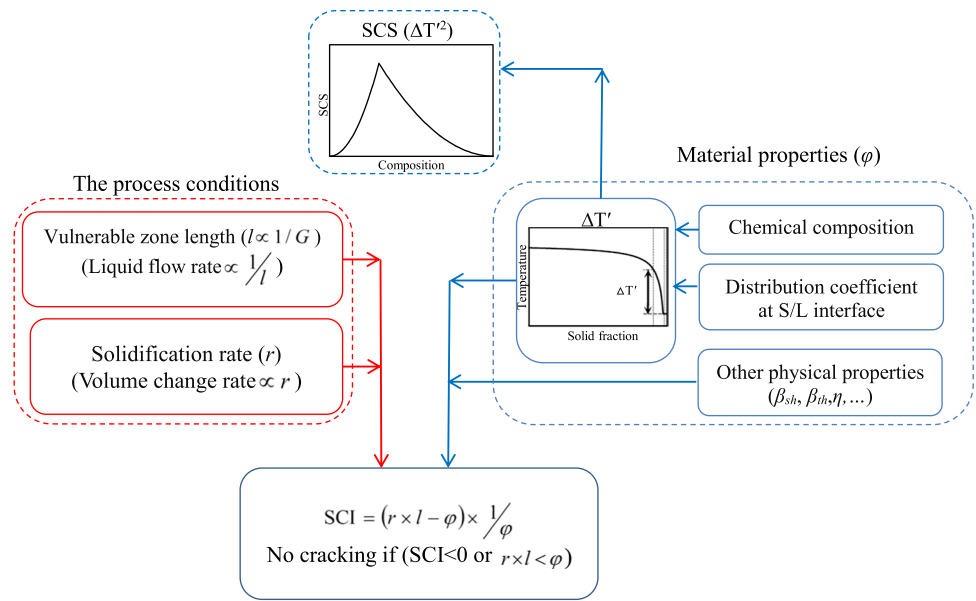 SCS (ΔT′²)
SCS
Composition
Material properties (φ)
The process conditions
Vulnerable zone length (l∝1/G)
(Liquid flow rate∝ 1/l )
Solidification rate (r)
(Volume change rate∝ r )
ΔT′
Temperature
ΔT′
Solid fraction
Chemical composition
Distribution coefficient
at S/L interface
Other physical properties
(βsh, βth,η,...)
SCI = (r × l − φ)× 1/φ
No cracking if (SCI<0 or r×l<φ)